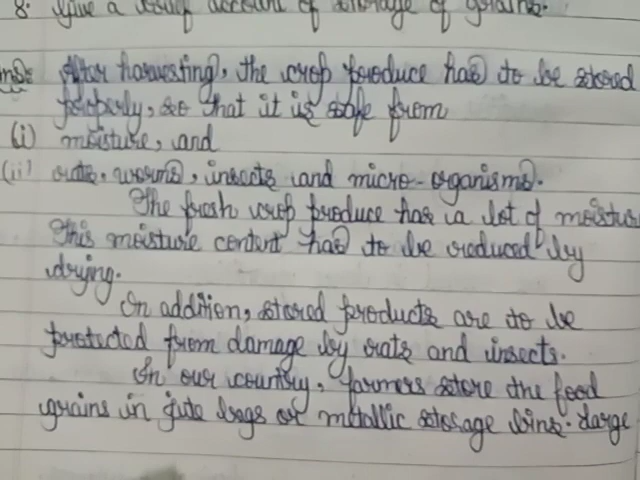 8. Give a brief account of storage of grains.
Ans: After harvesting, the crop produce has to be stored
properly, so that it is safe from
(i) moisture, and
(ii) rats, worms, insects and micro-organisms.
The fresh crop produce has a lot of moistur
This moisture content has to be reduced by
drying.
In addition, stored products are to be
protected from damage by rats and insects.
In our country, farmers store the food
grains in jute bags or metallic storage bins. Large